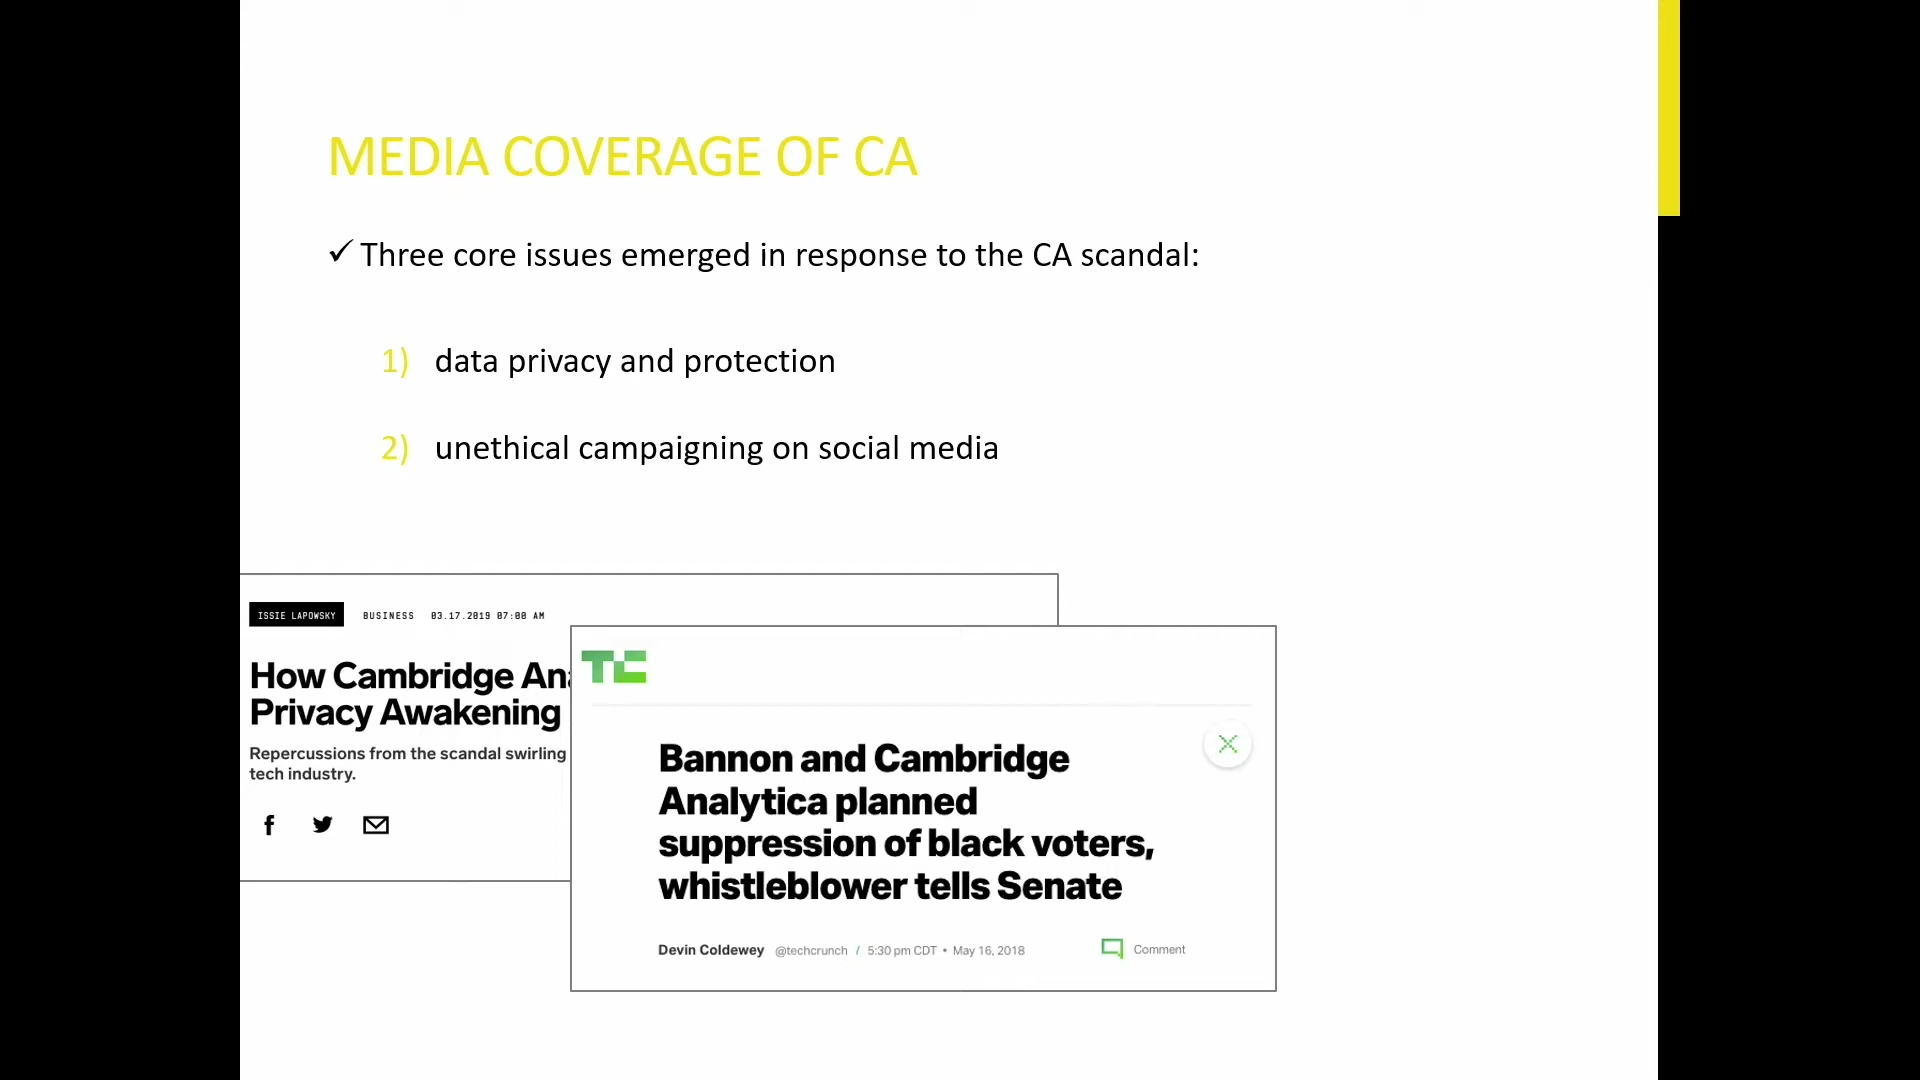 MEDIA COVERAGE OF CA
✓ Three core issues emerged in response to the CA scandal:
1) data privacy and protection
2) unethical campaigning on social media
ISSIE LAPOWSKY BUSINESS 03.17.2019 07:00 AM
How Cambridge
Privacy Awakening
Repercussions from the scandal swirling
tech industry.
TC
Bannon and Cambridge
Analytica planned
suppression of black voters,
whistleblower tells Senate
Devin Coldewey @techcrunch / 5:30 pm CDT • May 16, 2018 Comment